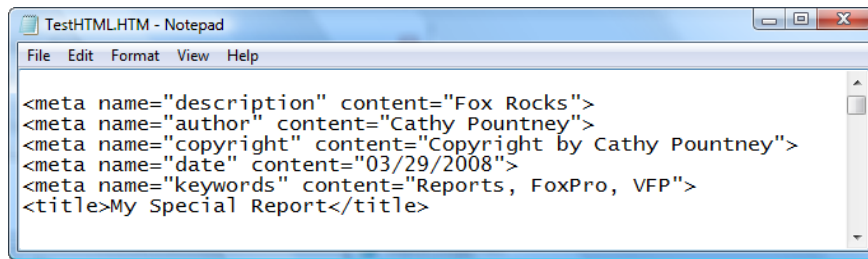 TestHTML.HTM - Notepad
File Edit Format View Help
<meta name="description" content="Fox Rocks">
<meta name="author" content="Cathy Pountney">
<meta name="copyright" content="Copyright by Cathy Pountney">
<meta name="date" content="03/29/2008">
<meta name="keywords" content="Reports, FoxPro, VFP">
<title>My Special Report</title>